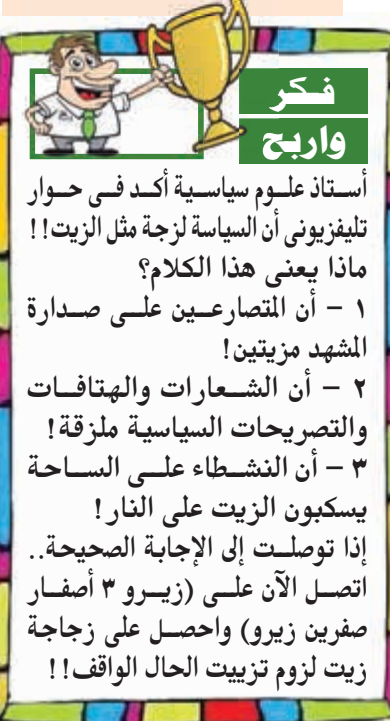 فكر
واربح
أستاذ علوم سياسية أكد فى حوار
تليفزيونى أن السياسة لزجة مثل الزيت!!
ماذا يعنى هذا الكلام؟
١ - أن المتصارعين على صدارة
المشهد مزيتين!
٢ - أن الشعارات والهتافات
والتصريحات السياسية ملزقة!
٣ - أن النشطاء على الساحة
يسكبون الزيت على النار!
إذا توصلت إلى الإجابة الصحيحة..
اتصل الآن على (زيرو ٣ أصفار
صفرين زيرو) واحصل على زجاجة
زيت لزوم تزييت الحال الواقف!!